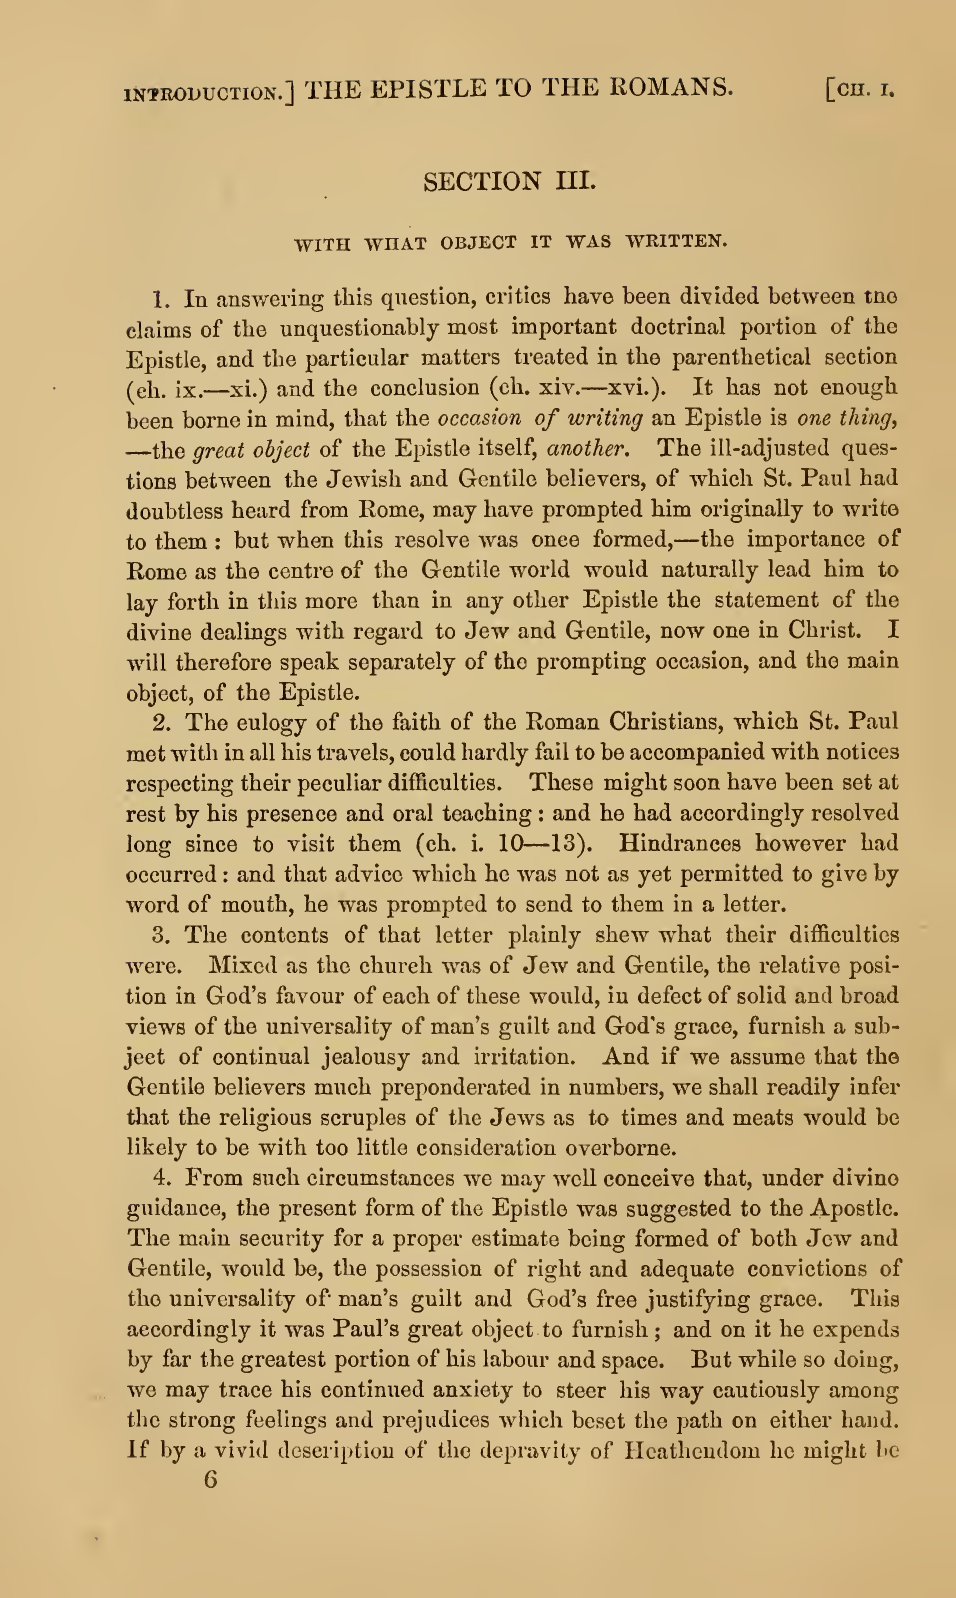 INTRODUCTION.] THE EPISTLE TO THE ROMANS. [CH. I.
SECTION III.
WITH WHAT OBJECT IT WAS WRITTEN.
1. In answering this question, critics have been divided between the
claims of the unquestionably most important doctrinal portion of the
Epistle, and the particular matters treated in the parenthetical section
(ch. ix.—xi.) and the conclusion (ch. xiv.—xvi.). It has not enough
been borne in mind, that the occasion of writing an Epistle is one thing,
—the great object of the Epistle itself, another. The ill-adjusted ques-
tions between the Jewish and Gentile believers, of which St. Paul had
doubtless heard from Rome, may have prompted him originally to write
to them : but when this resolve was once formed,—the importance of
Rome as the centre of the Gentile world would naturally lead him to
lay forth in this more than in any other Epistle the statement of the
divine dealings with regard to Jew and Gentile, now one in Christ. I
will therefore speak separately of the prompting occasion, and the main
object, of the Epistle.
2. The eulogy of the faith of the Roman Christians, which St. Paul
met with in all his travels, could hardly fail to be accompanied with notices
respecting their peculiar difficulties. These might soon have been set at
rest by his presence and oral teaching : and he had accordingly resolved
long since to visit them (ch. i. 10—13). Hindrances however had
occurred : and that advice which he was not as yet permitted to give by
word of mouth, he was prompted to send to them in a letter.
3. The contents of that letter plainly shew what their difficulties
were. Mixed as the church was of Jew and Gentile, the relative posi-
tion in God's favour of each of these would, in defect of solid and broad
views of the universality of man's guilt and God's grace, furnish a sub-
ject of continual jealousy and irritation. And if we assume that the
Gentile believers much preponderated in numbers, we shall readily infer
that the religious scruples of the Jews as to times and meats would be
likely to be with too little consideration overborne.
4. From such circumstances we may well conceive that, under divine
guidance, the present form of the Epistle was suggested to the Apostle.
The main security for a proper estimate being formed of both Jew and
Gentile, would be, the possession of right and adequate convictions of
the universality of man's guilt and God's free justifying grace. This
accordingly it was Paul's great object to furnish ; and on it he expends
by far the greatest portion of his labour and space. But while so doing,
we may trace his continued anxiety to steer his way cautiously among
the strong feelings and prejudices which beset the path on either hand.
If by a vivid description of the depravity of Heathendom he might be
6